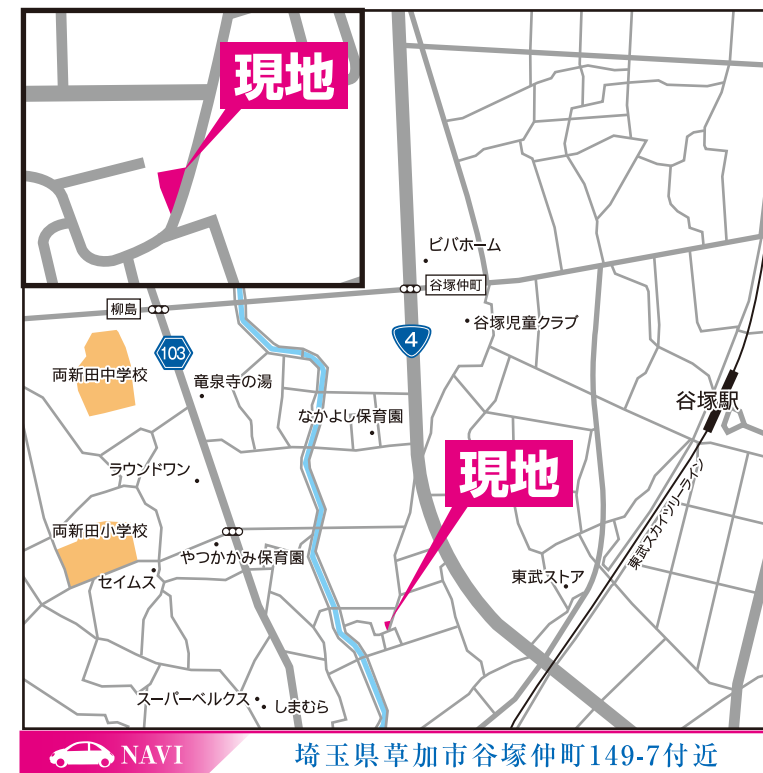 現地
ビバホーム
谷塚仲町
柳島
谷塚児童クラブ
4
103
両新田中学校
竜泉寺の湯
谷塚駅
なかよし保育園
現地
ラウンドワン
東武スカイツリーライン
両新田小学校
やつかかみ保育園
セイムス
東武ストア
スーパーベルクス
しまむら
NAVI
埼玉県草加市谷塚仲町149-7付近